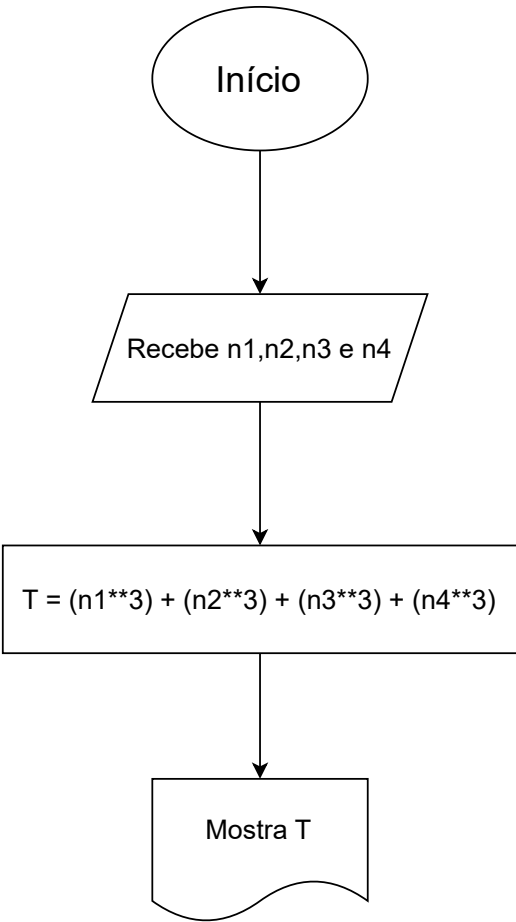 Início
Recebe n1,n2,n3 e n4
T = (n1**3) + (n2**3) + (n3**3) + (n4**3)
Mostra T